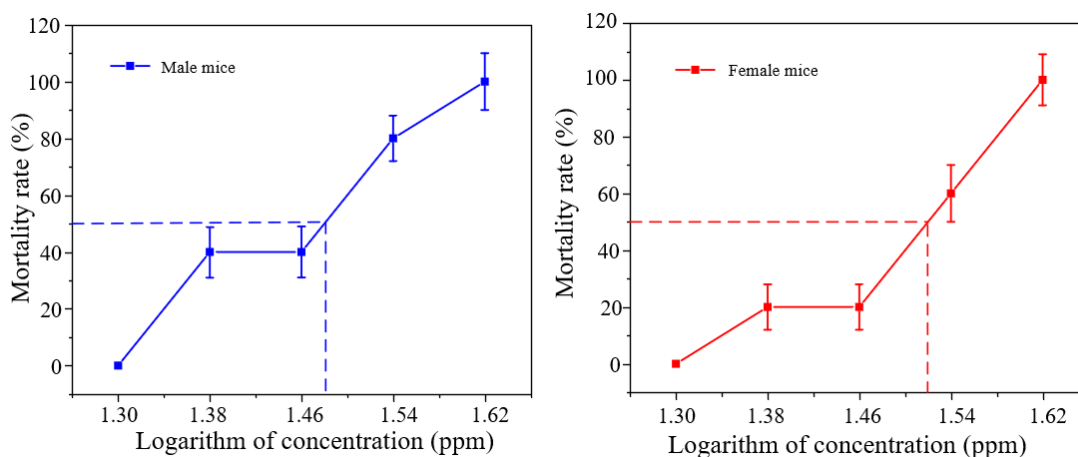 120
100
80
60
40
20
0
Mortality rate (%)
Male mice
1.30 1.38 1.46 1.54 1.62
Logarithm of concentration (ppm)
120
100
80
60
40
20
0
Mortality rate (%)
Female mice
1.30 1.38 1.46 1.54 1.62
Logarithm of concentration (ppm)